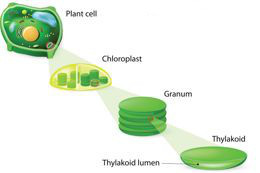 Plant cell
Chloroplast
Granum
Thylakoid
Thylakoid lumen